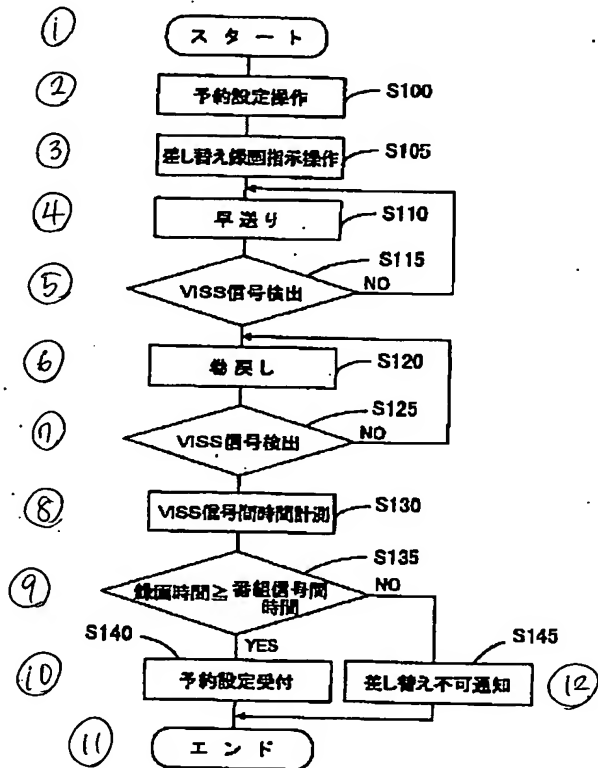 ① スタート
② 予約設定操作 S100
③ 差し替え録画指示操作 S105
④ 早送り S110
⑤ VISS信号検出 S115
NO
⑥ 巻戻し S120
⑦ VISS信号検出 S125
NO
⑧ VISS信号間時間計測 S130
⑨ 録画時間≧番組信号間
時間 S135
NO
YES
S140
S145
⑩ 予約設定受付
差し替え不可通知 ⑫
⑪ エンド